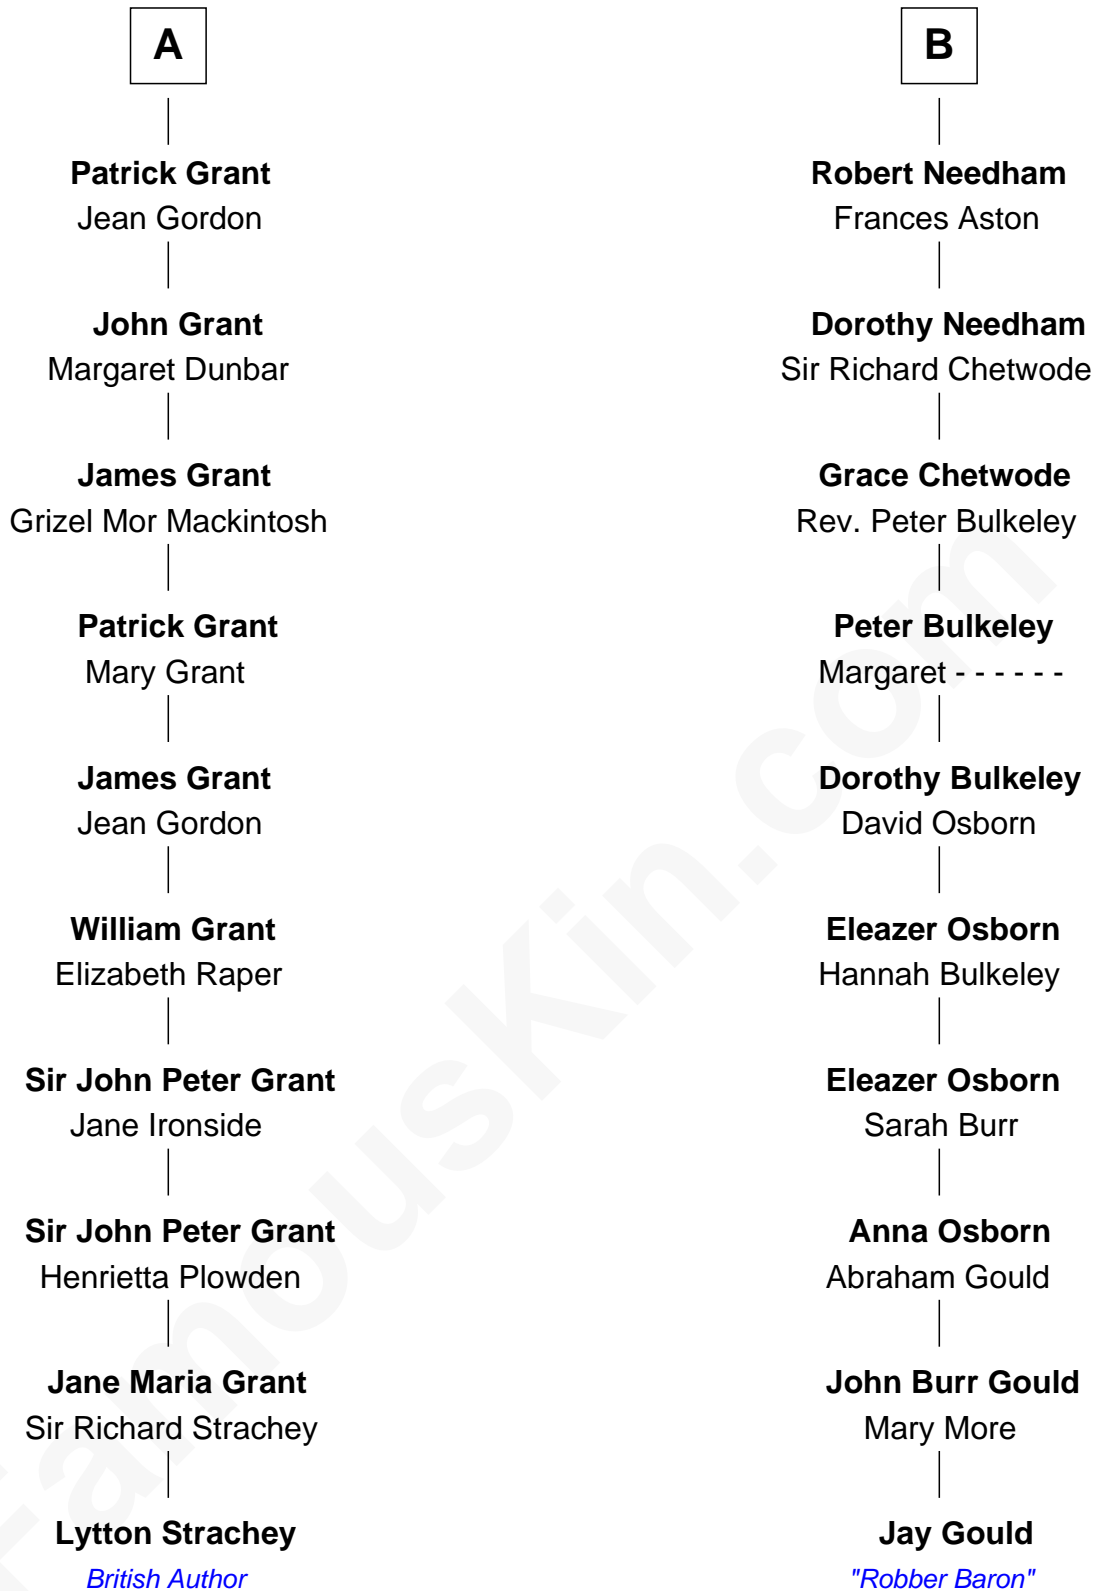 A
Patrick Grant
Jean Gordon
John Grant
Margaret Dunbar
James Grant
Grizel Mor Mackintosh
Patrick Grant
Mary Grant
James Grant
Jean Gordon
William Grant
Elizabeth Raper
Sir John Peter Grant
Jane Ironside
Sir John Peter Grant
Henrietta Plowden
Jane Maria Grant
Sir Richard Strachey
Lytton Strachey
British Author
B
Robert Needham
Frances Aston
Dorothy Needham
Sir Richard Chetwode
Grace Chetwode
Rev. Peter Bulkeley
Peter Bulkeley
Margaret - - - - - -
Dorothy Bulkeley
David Osborn
Eleazer Osborn
Hannah Bulkeley
Eleazer Osborn
Sarah Burr
Anna Osborn
Abraham Gould
John Burr Gould
Mary More
Jay Gould
"Robber Baron"
FamousKin.com